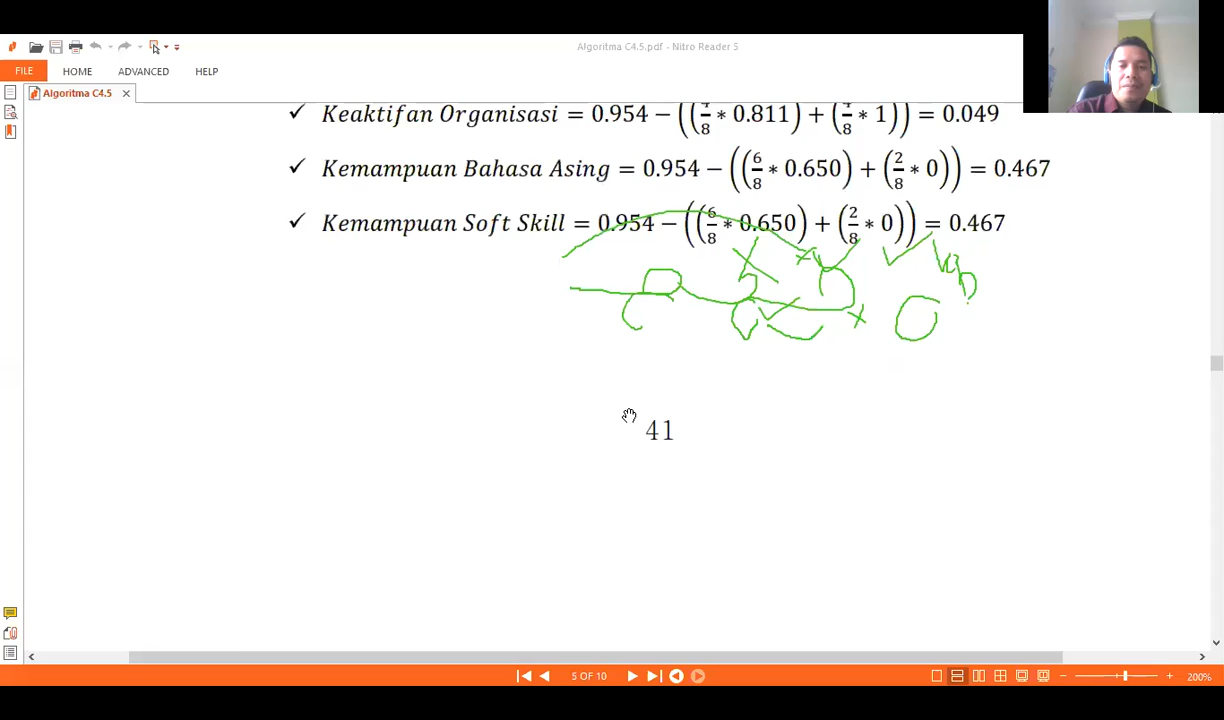 Algoritma C4.5.pdf - Nitro Reader 5
FILE HOME ADVANCED HELP
Algoritma C4.5
✓ Keaktifan Organisasi = 0.954 − ((4/8 ∗ 0.811) + (4/8 ∗ 1)) = 0.049
✓ Kemampuan Bahasa Asing = 0.954 − ((6/8 ∗ 0.650) + (2/8 ∗ 0)) = 0.467
✓ Kemampuan Soft Skill = 0.954 − ((6/8 ∗ 0.650) + (2/8 ∗ 0)) = 0.467
41
5 OF 10
200%